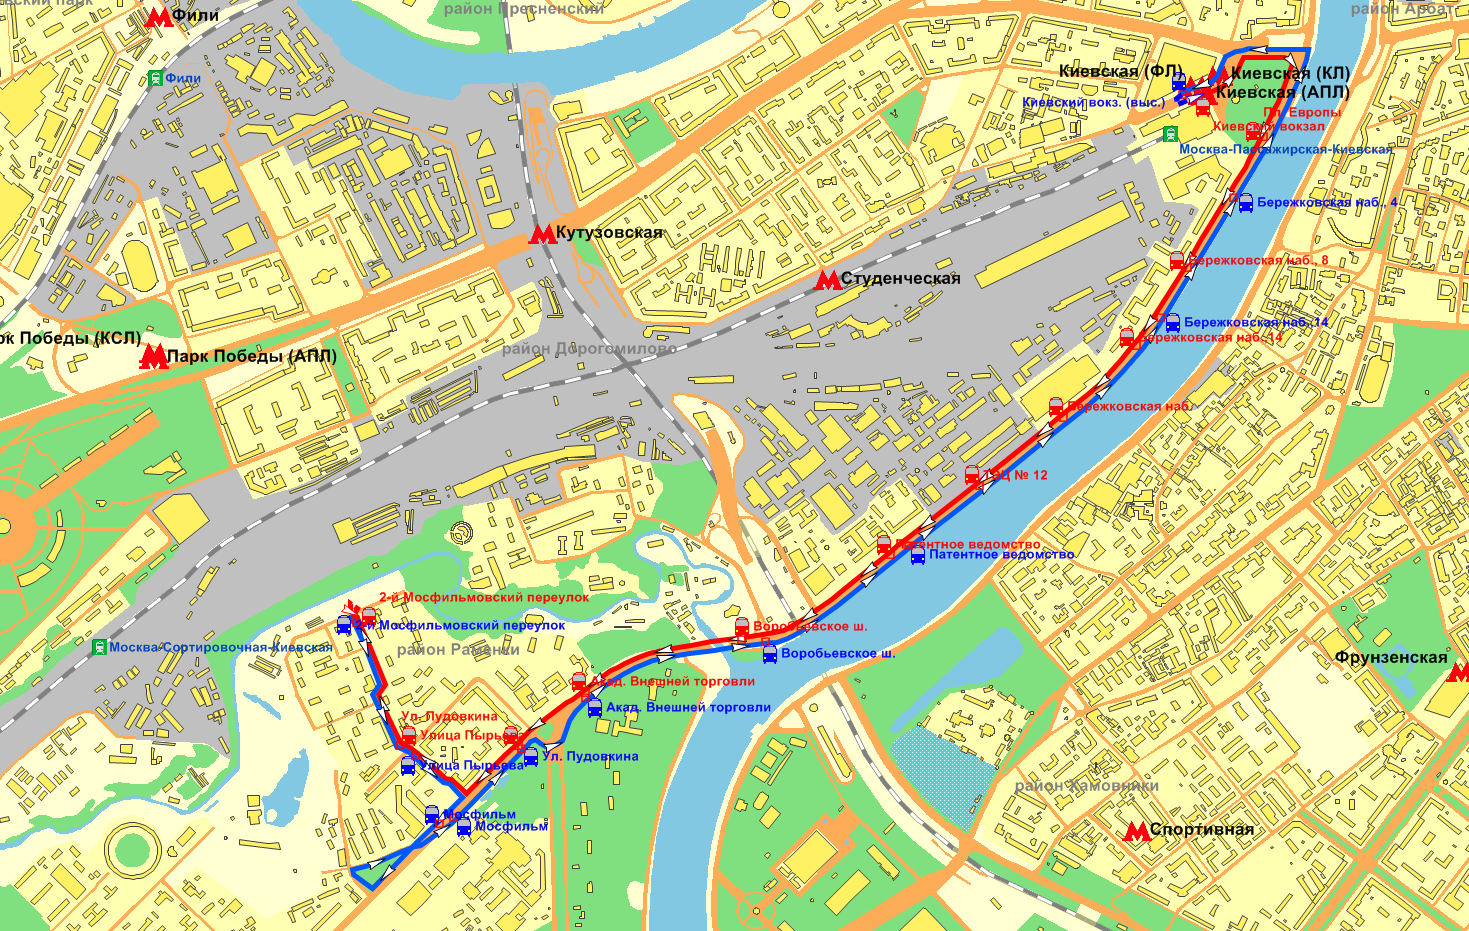 район Пресненский
район Арбат
Фили
Фили
Киевская (ФЛ)
Киевская (КЛ)
Киевская (АПЛ)
Киевский вокз. (выс.)
Пл. Европы
Киевский вокзал
Москва-Пассажирская-Киевская
Бережковская наб., 4
Кутузовская
Бережковская наб., 8
Студенческая
Бережковская наб.,14
Бережковская наб.,14
Победы (КСЛ)
район Дорогомилово
Парк Победы (АПЛ)
Бережковская наб.
ТЭЦ № 12
Патентное ведомство
Патентное ведомство
2-й Мосфильмовский переулок
2-й Мосфильмовский переулок
Воробьевское ш.
Москва-Сортировочная-Киевская
район Раменки
Воробьевское ш.
Фрунзенская
Акад. Внешней торговли
Акад. Внешней торговли
Ул. Пудовкина
Улица Пырьева
Ул. Пудовкина
Улица Пырьева
район Хамовники
Мосфильм
Мосфильм
Спортивная